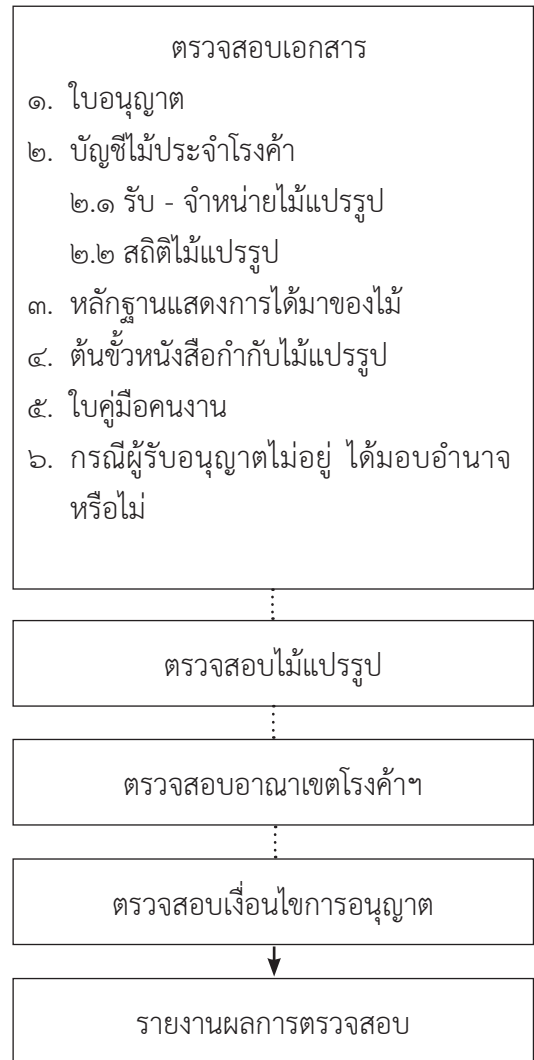 ตรวจสอบเอกสาร
๑. ใบอนุญาต
๒. บัญชีไม้ประจำโรงค้า
๒.๑ รับ - จำหน่ายไม้แปรรูป
๒.๒ สถิติไม้แปรรูป
๓. หลักฐานแสดงการได้มาของไม้
๔. ต้นขั้วหนังสือกำกับไม้แปรรูป
๕. ใบคู่มือคนงาน
๖. กรณีผู้รับอนุญาตไม่อยู่ ได้มอบอำนาจ
หรือไม่
ตรวจสอบไม้แปรรูป
ตรวจสอบอาณาเขตโรงค้าฯ
ตรวจสอบเงื่อนไขการอนุญาต
รายงานผลการตรวจสอบ